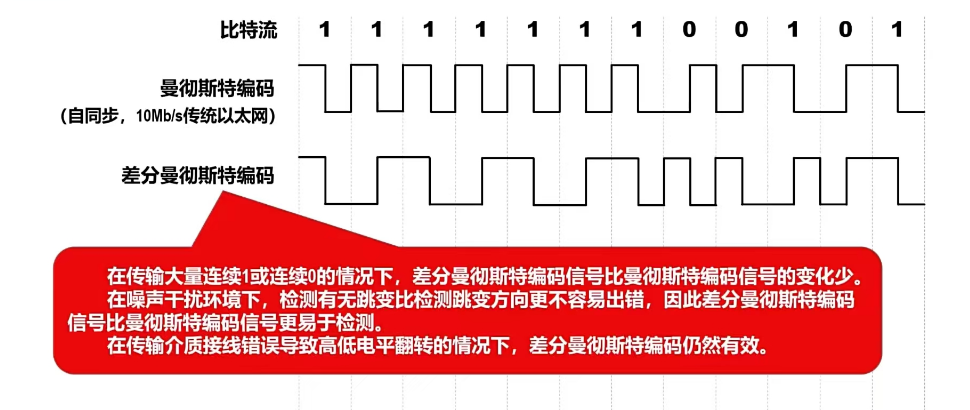 比特流 1 1 1 1 1 1 1 0 0 1 0 1
曼彻斯特编码
（自同步，10Mb/s传统以太网）
差分曼彻斯特编码
在传输大量连续1或连续0的情况下，差分曼彻斯特编码信号比曼彻斯特编码信号的变化少。
在噪声干扰环境下，检测有无跳变比检测跳变方向更不容易出错，因此差分曼彻斯特编码
信号比曼彻斯特编码信号更易于检测。
在传输介质接线错误导致高低电平翻转的情况下，差分曼彻斯特编码仍然有效。